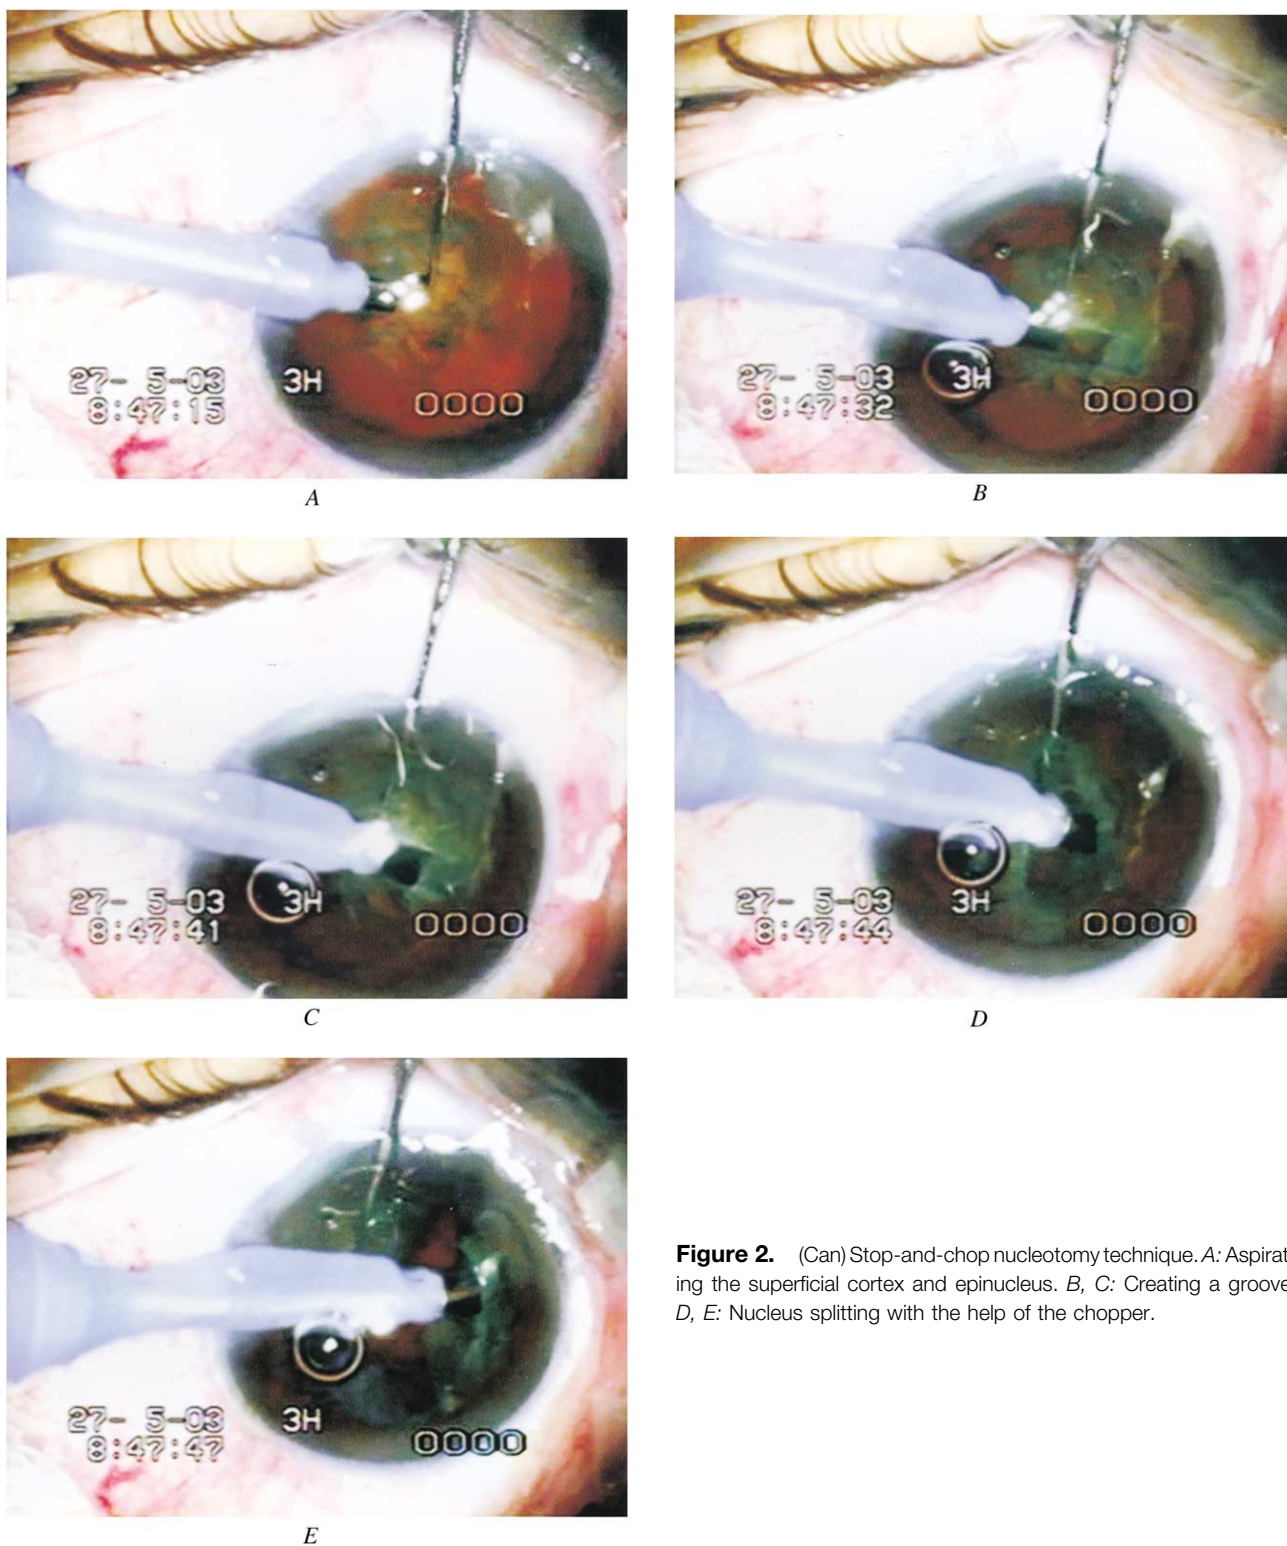 27- 5-03 3H
8:47:15 0000
A
27- 5-03 3H
8:47:32 0000
B
27- 5-03 3H
8:47:41 0000
C
27- 5-03 3H
8:47:44 0000
D
27- 5-03 3H
8:47:47 0000
E
Figure 2. (Can) Stop-and-chop nucleotomy technique. A: Aspirat
ing the superficial cortex and epinucleus. B, C: Creating a groove
D, E: Nucleus splitting with the help of the chopper.